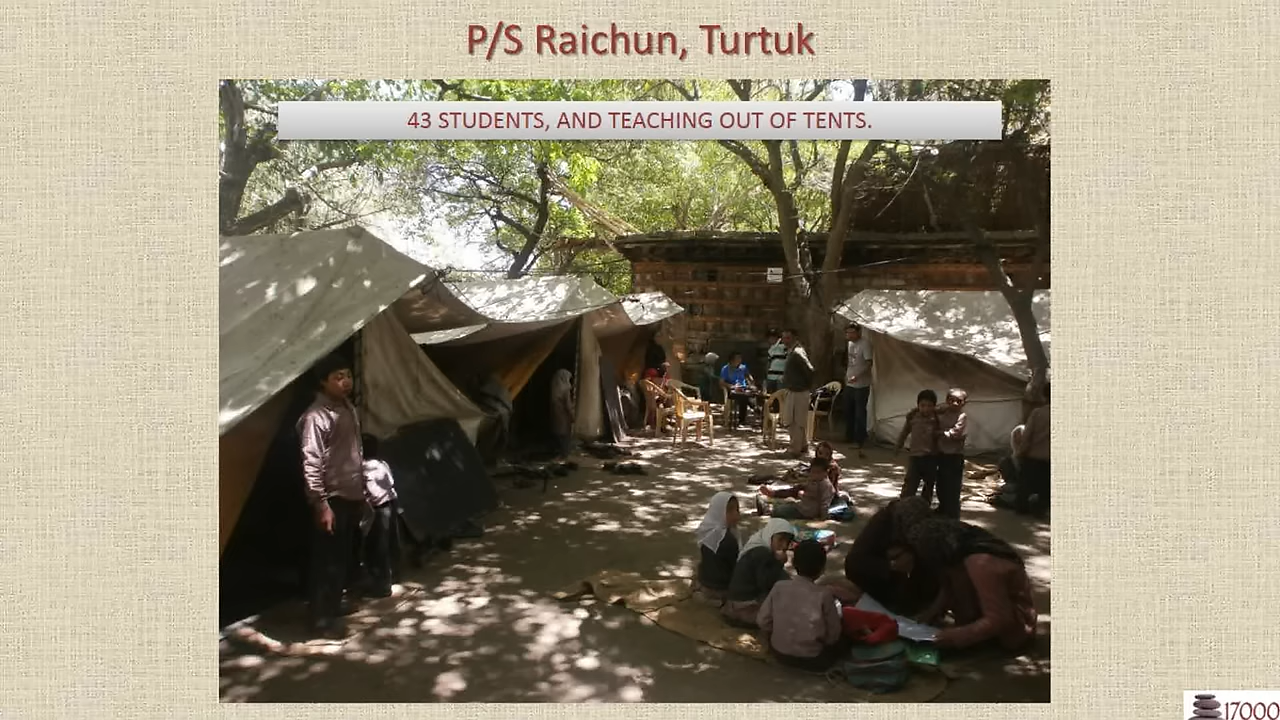 P/S Raichun, Turtuk
43 STUDENTS, AND TEACHING OUT OF TENTS.
17000